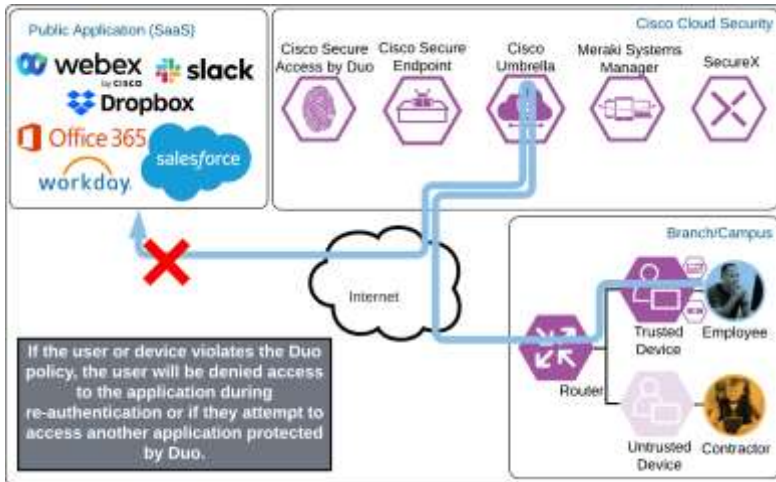 Public Application (SaaS)
webex
by CISCO
slack
Dropbox
Office 365
workday.
salesforce
Cisco Cloud Security
Cisco Secure
Access by Duo
Cisco Secure
Endpoint
Cisco
Umbrella
Meraki Systems
Manager
SecureX
Internet
Branch/Campus
Router
Trusted
Device
Employee
Untrusted
Device
Contractor
If the user or device violates the Duo
policy, the user will be denied access
to the application during
re-authentication or if they attempt to
access another application protected
by Duo.